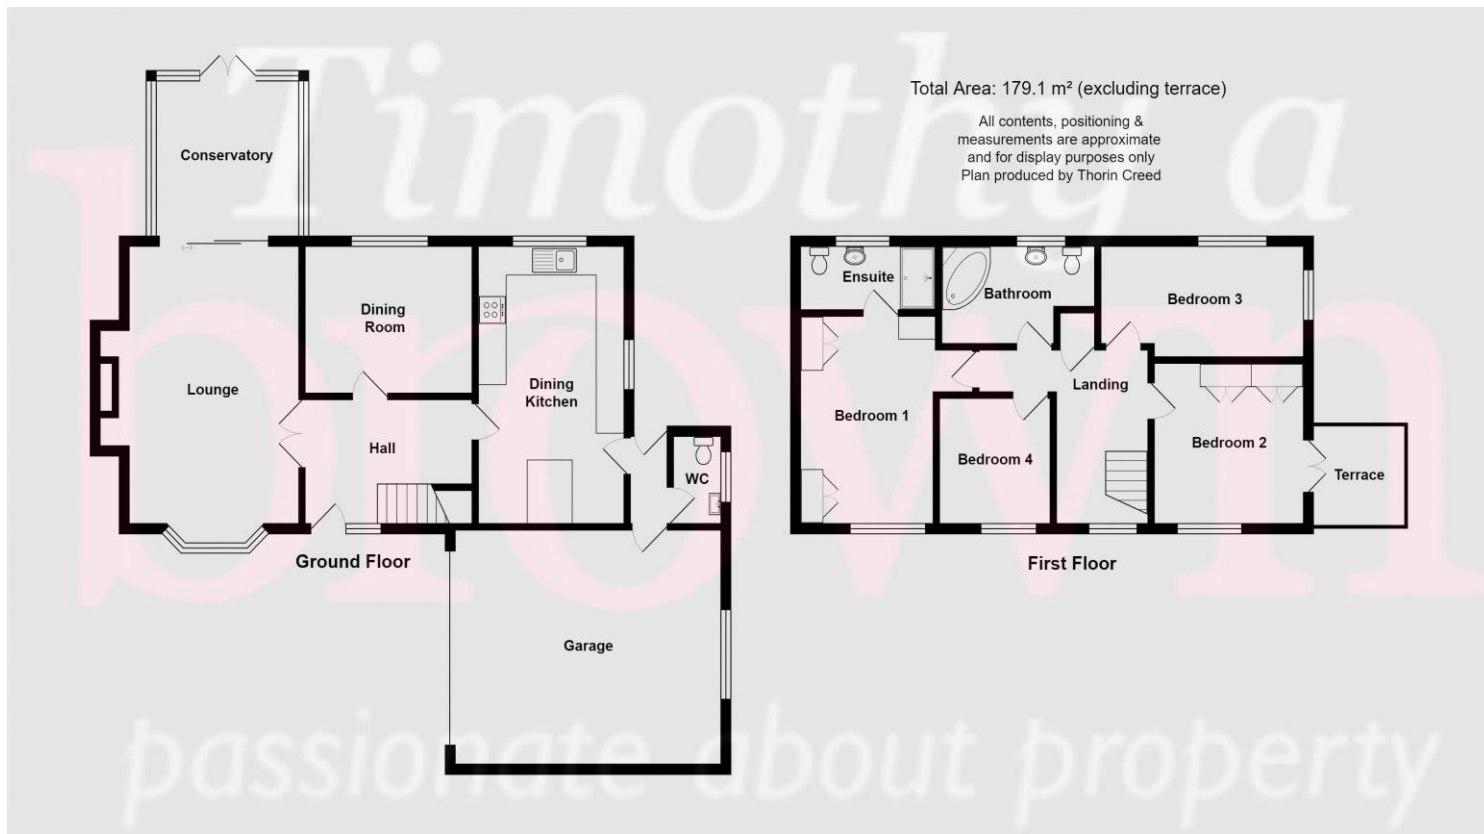 Timothy a
brown
passionate about property
Total Area: 179.1 m² (excluding terrace)
All contents, positioning &
measurements are approximate
and for display purposes only
Plan produced by Thorin Creed
Conservatory
Dining
Room
Lounge
Dining
Kitchen
Hall
WC
Ground Floor
Garage
Ensuite
Bathroom
Bedroom 3
Landing
Bedroom 1
Bedroom 2
Bedroom 4
Terrace
First Floor